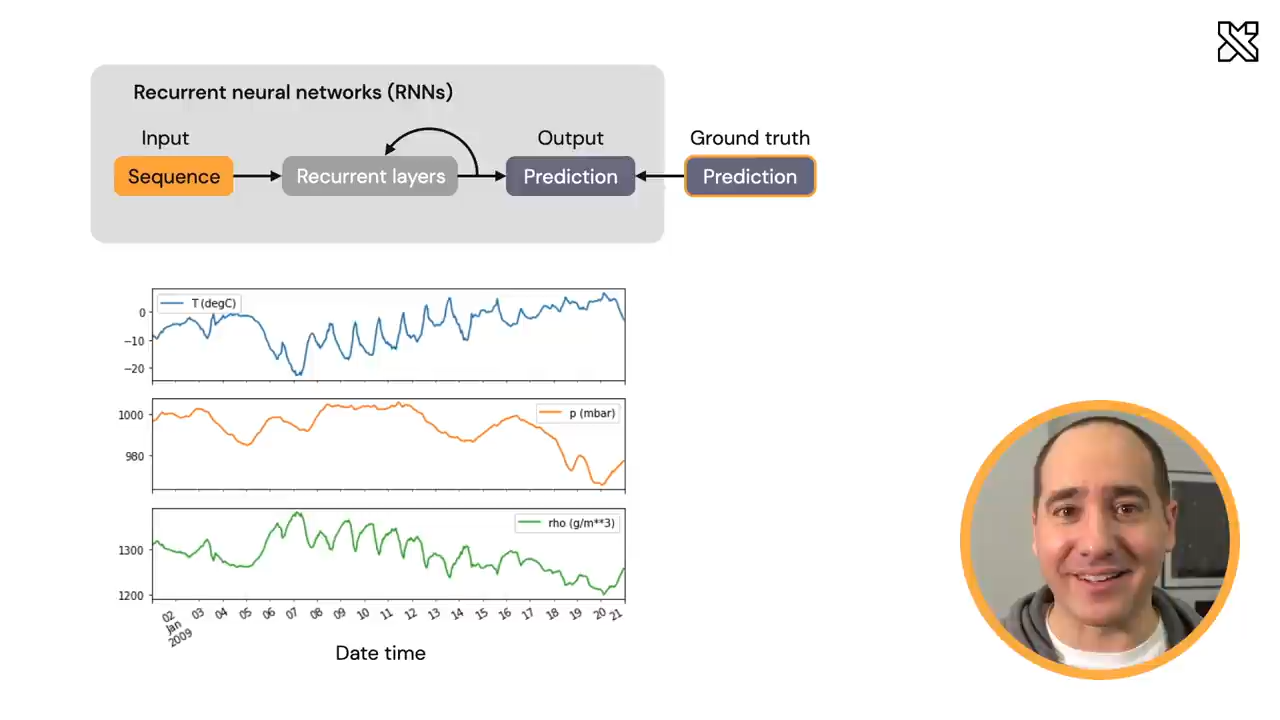 Recurrent neural networks (RNNs)
Input
Output
Ground truth
Sequence
Recurrent layers
Prediction
Prediction
T (degC)
0
−10
−20
p (mbar)
1000
980
rho (g/m**3)
1300
1200
02
Jan
2009
03
04
05
06
07
08
09
10
11
12
13
14
15
16
17
18
19
20
21
Date time